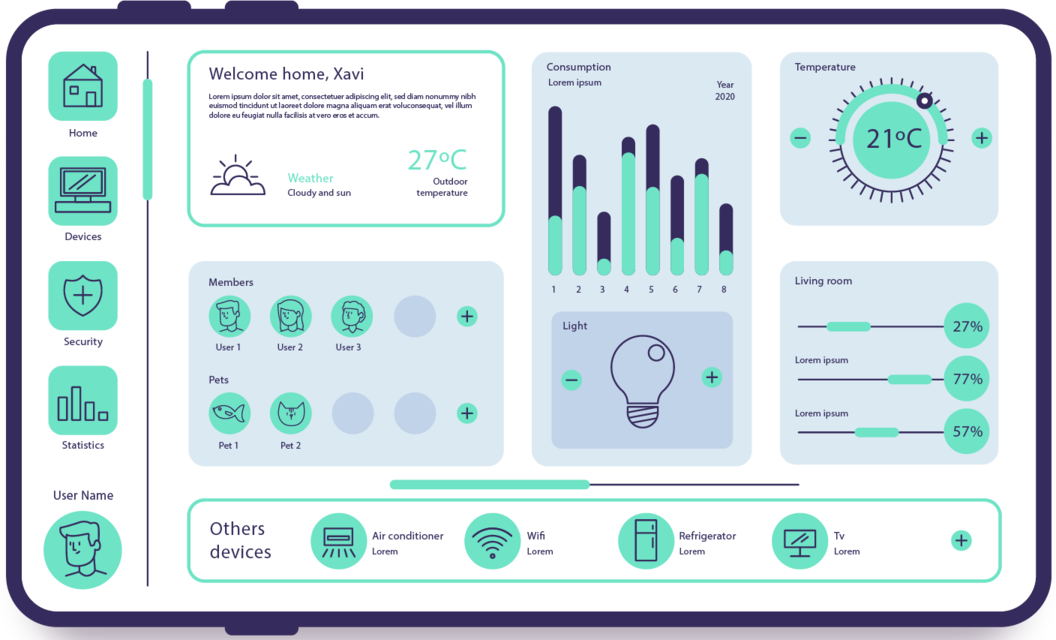 Home
Devices
Security
Statistics
User Name
Welcome home, Xavi
Lorem ipsum dolor sit amet, consectetuer adipiscing elit, sed diam nonummy nibh
euismod tincidunt ut laoreet dolore magna aliquam erat voluconsequat, vel illum
dolore eu feugiat nulla facilisis at vero eros et accum.
Weather
Cloudy and sun
27ºC
Outdoor
temperature
Members
User 1
User 2
User 3
+
Pets
Pet 1
Pet 2
+
Consumption
Lorem ipsum
Year
2020
1 2 3 4 5 6 7 8
Light
− +
Temperature
− 21ºC +
Living room
27%
Lorem ipsum
77%
Lorem ipsum
57%
Others
devices
Air conditioner
Lorem
Wifi
Lorem
Refrigerator
Lorem
Tv
Lorem
+